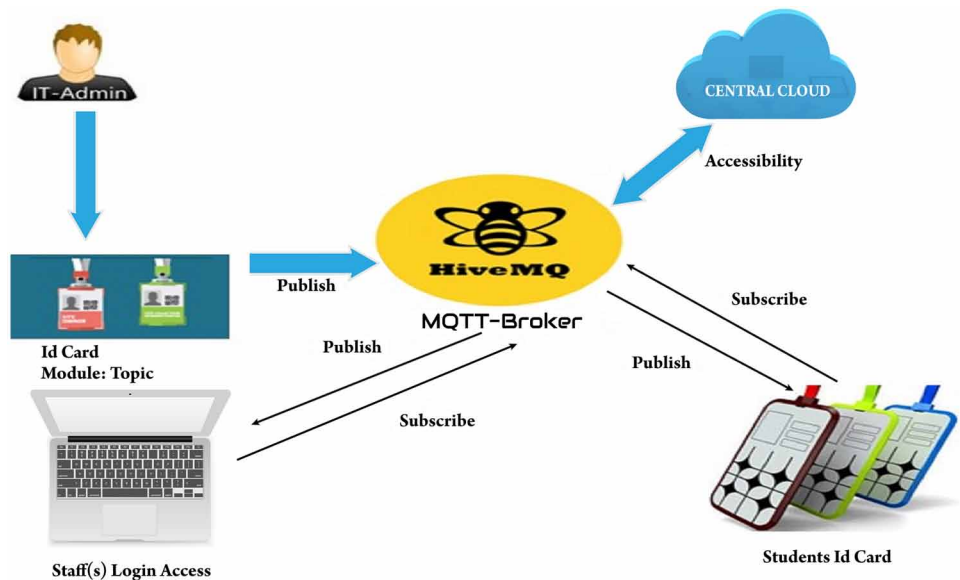 IT-Admin
CENTRAL CLOUD
Accessibility
HiveMQ
Publish
MQTT-Broker
Subscribe
Id Card
Module: Topic
Publish
Publish
Subscribe
Students Id Card
Staff(s) Login Access